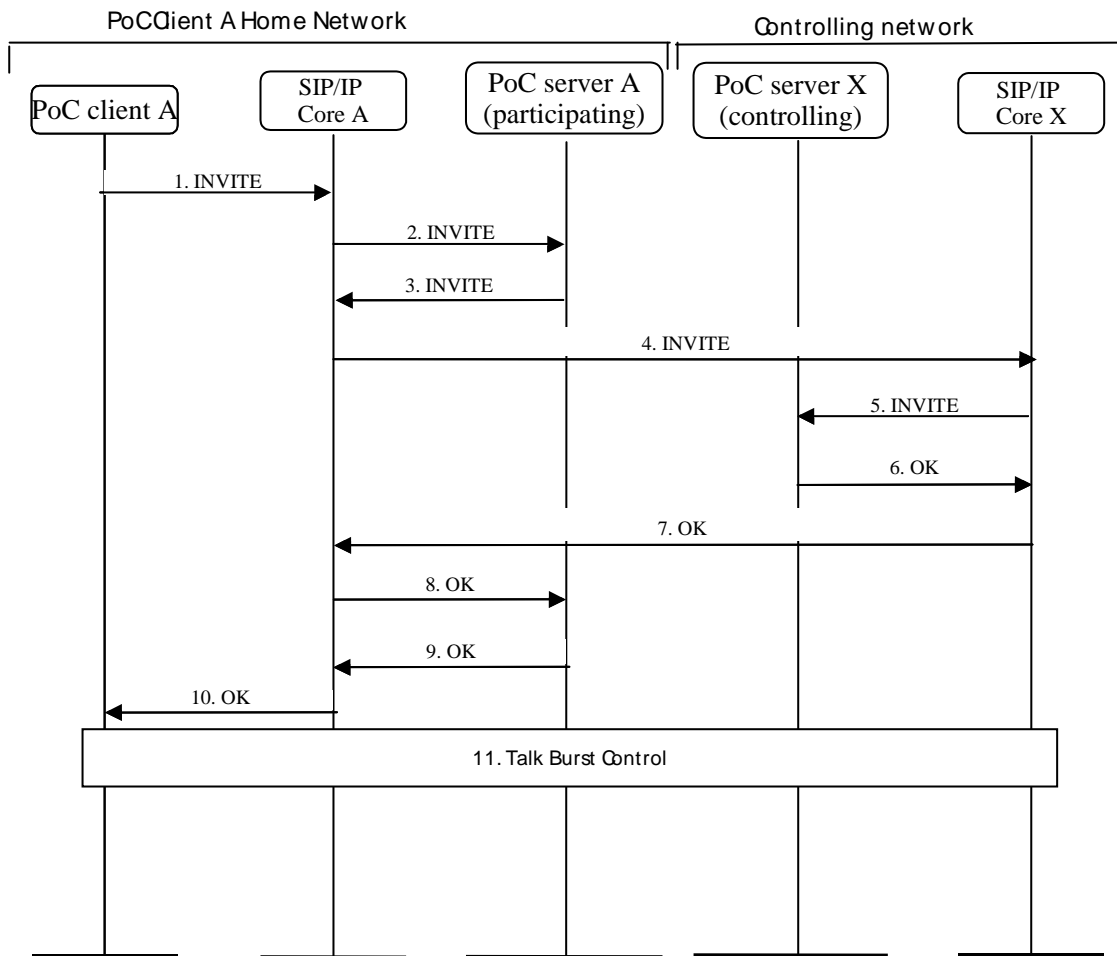 PoCClient A Home Network
Controlling network
PoC client A
SIP/IP
Core A
PoC server A
(participating)
PoC server X
(controlling)
SIP/IP
Core X
1. INVITE
2. INVITE
3. INVITE
4. INVITE
5. INVITE
6. OK
7. OK
8. OK
9. OK
10. OK
11. Talk Burst Control